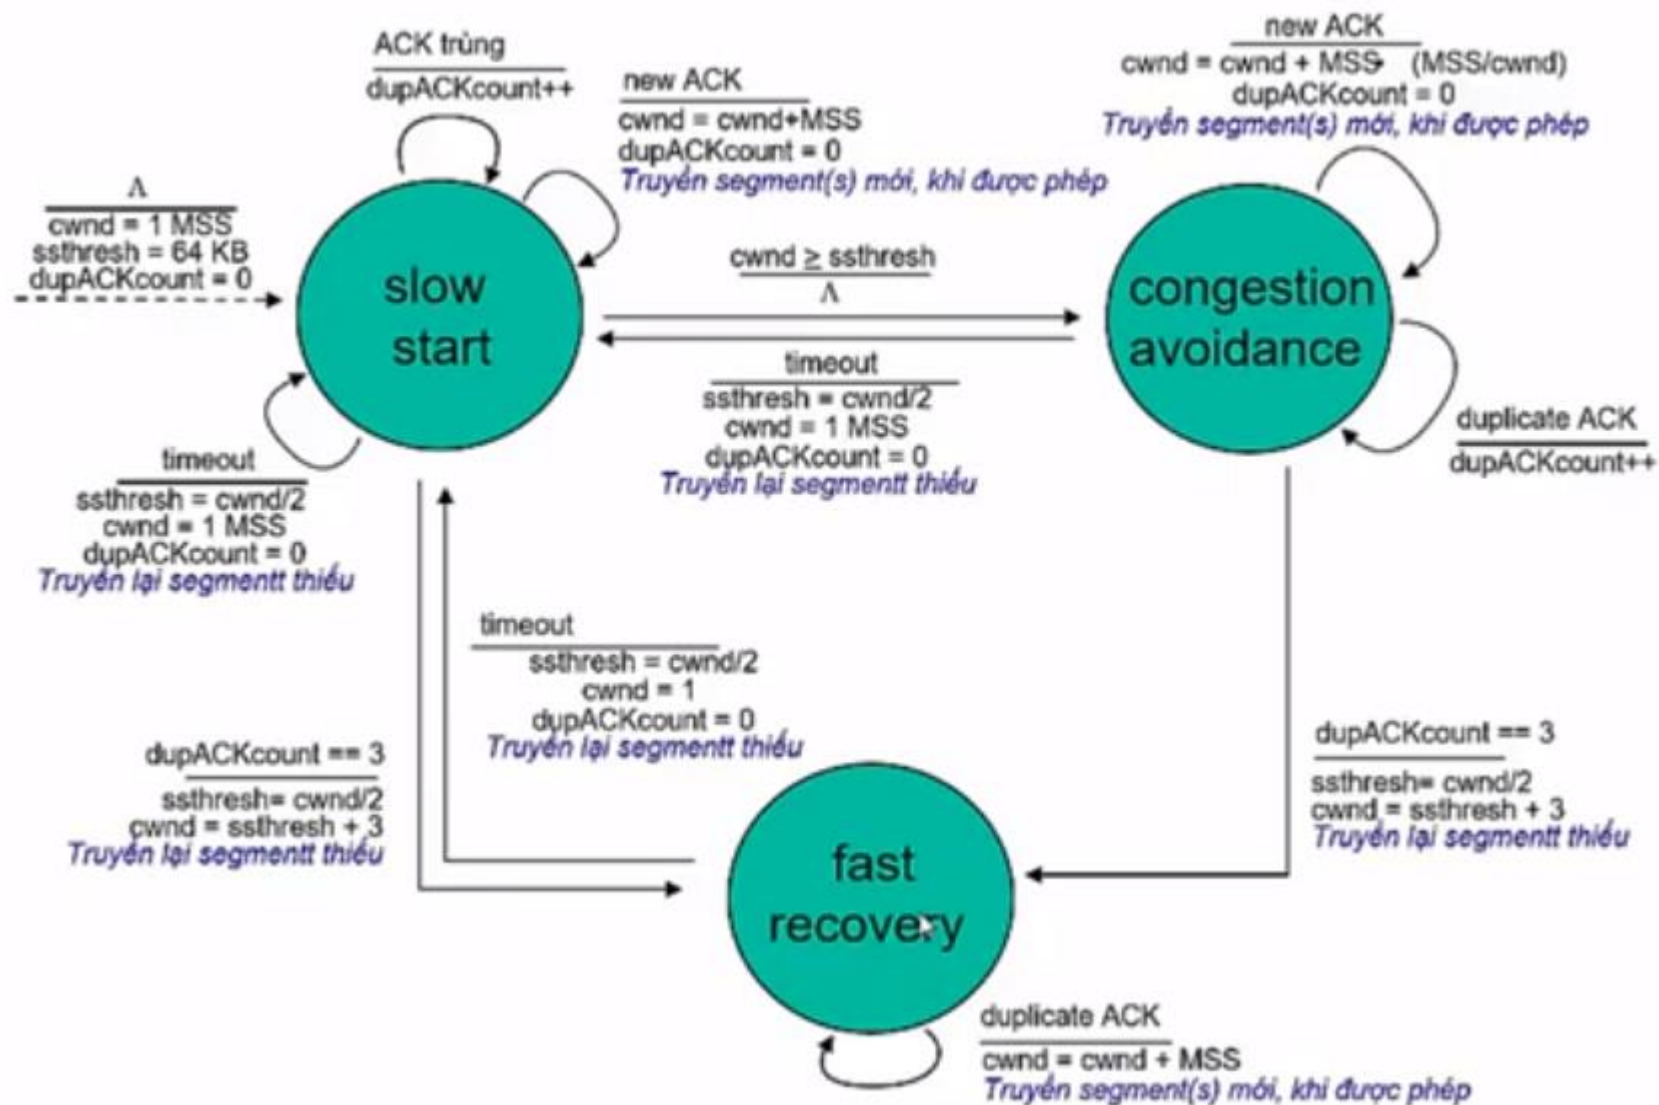 ACK trùng
dupACKcount++
new ACK
cwnd = cwnd+MSS
dupACKcount = 0
Truyền segment(s) mới, khi được phép
new ACK
cwnd = cwnd + MSS (MSS/cwnd)
dupACKcount = 0
Truyền segment(s) mới, khi được phép
Λ
cwnd = 1 MSS
ssthresh = 64 KB
dupACKcount = 0
slow
start
cwnd ≥ ssthresh
Λ
congestion
avoidance
timeout
ssthresh = cwnd/2
cwnd = 1 MSS
dupACKcount = 0
Truyền lại segmentt thiếu
duplicate ACK
dupACKcount++
timeout
ssthresh = cwnd/2
cwnd = 1 MSS
dupACKcount = 0
Truyền lại segmentt thiếu
timeout
ssthresh = cwnd/2
cwnd = 1
dupACKcount = 0
Truyền lại segmentt thiếu
dupACKcount == 3
ssthresh= cwnd/2
cwnd = ssthresh + 3
Truyền lại segmentt thiếu
dupACKcount == 3
ssthresh= cwnd/2
cwnd = ssthresh + 3
Truyền lại segmentt thiếu
fast
recovery
duplicate ACK
cwnd = cwnd + MSS
Truyền segment(s) mới, khi được phép